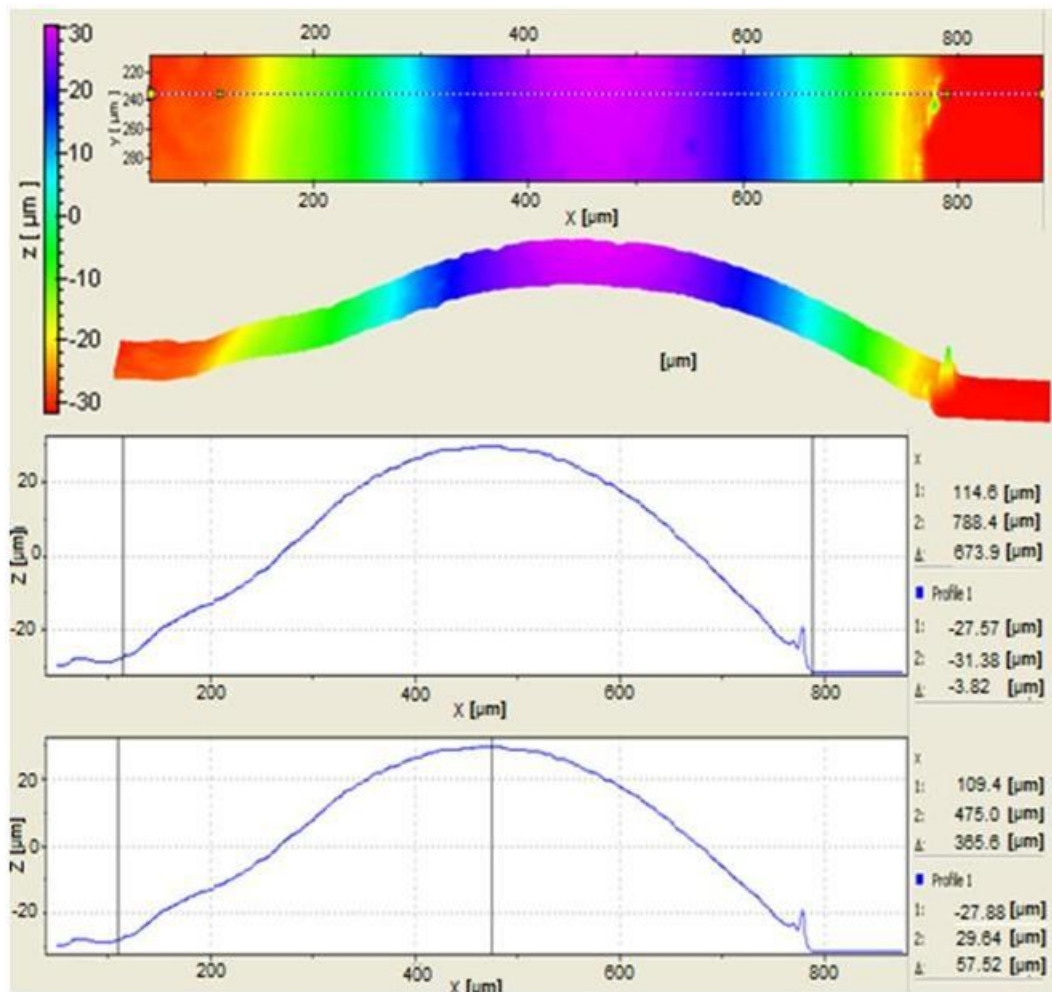 200 400 600 800
30
20
10
0
-10
-20
-30
Z [ µm ]
220
240
260
280
Y [ µm ]
200 400 600 800
X [µm]
[µm]
20
0
-20
Z [µm]
200 400 600 800
X [µm]
X
1: 114.6 [µm]
2: 788.4 [µm]
Δ: 673.9 [µm]
Profile 1
1: -27.57 [µm]
2: -31.38 [µm]
Δ: -3.82 [µm]
20
0
-20
Z [µm]
200 400 600 800
X [µm]
X
1: 109.4 [µm]
2: 475.0 [µm]
Δ: 365.6 [µm]
Profile 1
1: -27.88 [µm]
2: 29.64 [µm]
Δ: 57.52 [µm]